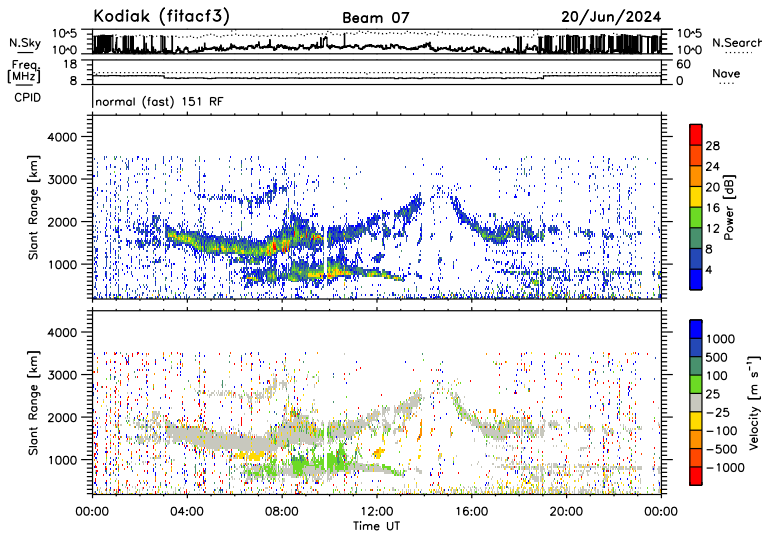 Kodiak (fitacf3) Beam 07 20/Jun/2024
N.Sky 10^5 10^0 10^5 10^0 N.Search
Freq. [MHz] 18 8 60 0 Nave
CPID normal (fast) 151 RF
Slant Range [km] 4000 3000 2000 1000
Power [dB] 28 24 20 16 12 8 4
Slant Range [km] 4000 3000 2000 1000
Velocity [m s⁻¹] 1000 500 100 25 -25 -100 -500 -1000
00:00 04:00 08:00 12:00 16:00 20:00 00:00
Time UT